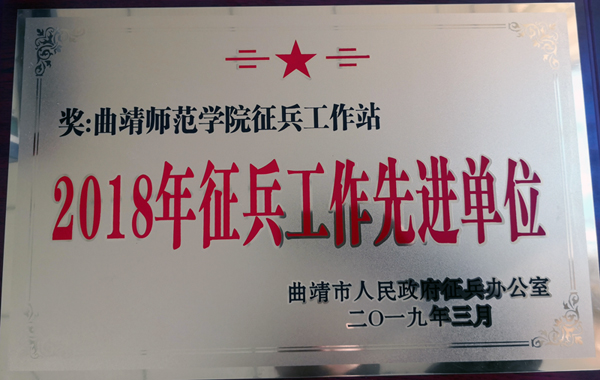 奖:曲靖师范学院征兵工作站
2018年征兵工作先进单位
曲靖市人民政府征兵办公室
二〇一九年三月